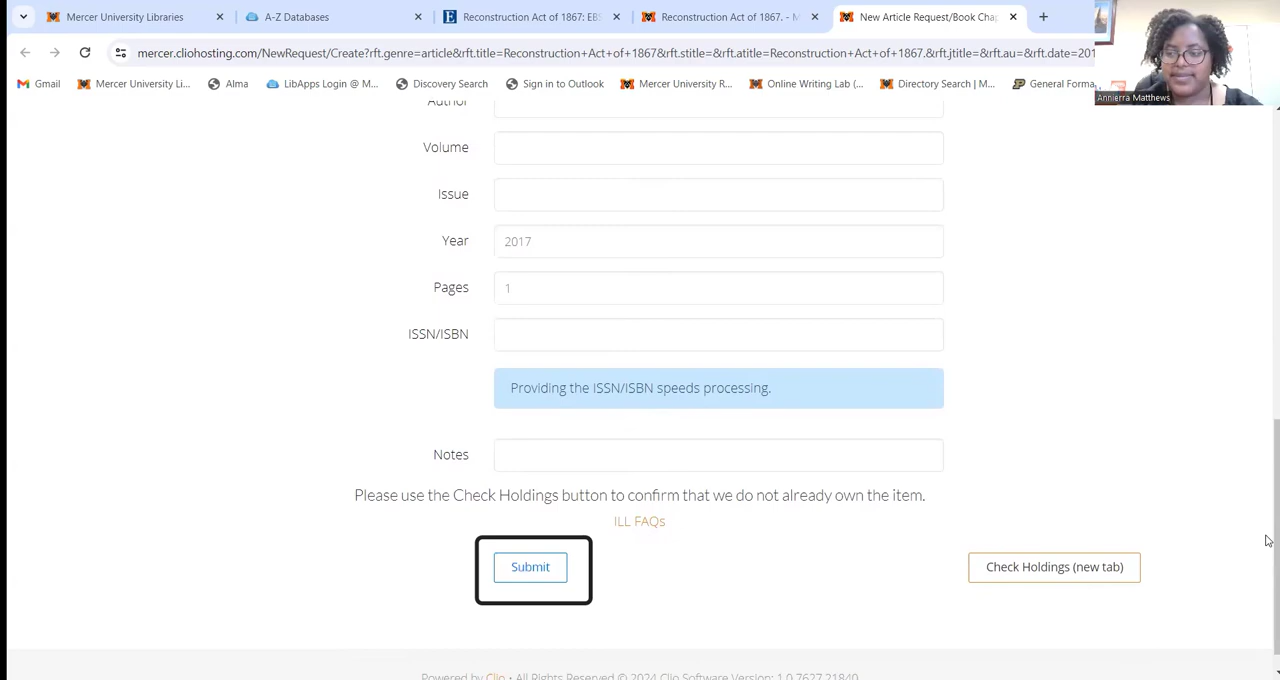 Mercer University Librarie
A-Z Databases
Reconstruction Act of 1867: EBS
Reconstruction Act of 1867. - M
New Article Request/Book Chap
mercer.cliohosting.com/NewRequest/Create?rft.genre=article&rft.title=Reconstruction+Act+of+1867.&rft.stitle=&rft.atitle=Reconstruction+Act+of+1867.&rft.jtitle=&rft.au=&rft.date=201
Gmail
Mercer University L...
Alma
LibApps Login @ M...
Discovery Se
Sign in to Outlook
Mercer University R...
Online Writing Lab (...
Directory Search | M...
General Forma
Annierra Matthews
Author
Volume
Issue
Year
2017
Pages
1
ISSN/ISBN
Providing the ISSN/ISBN speeds processing.
Notes
Please use the Check Holdings button to confirm that we do not already own the item.
ILL FAQs
Submit
Check Holdings (new tab)
Powered by Clio • All Rights Reserved © 2024 Clio Software Version: 1.0.7627.21849